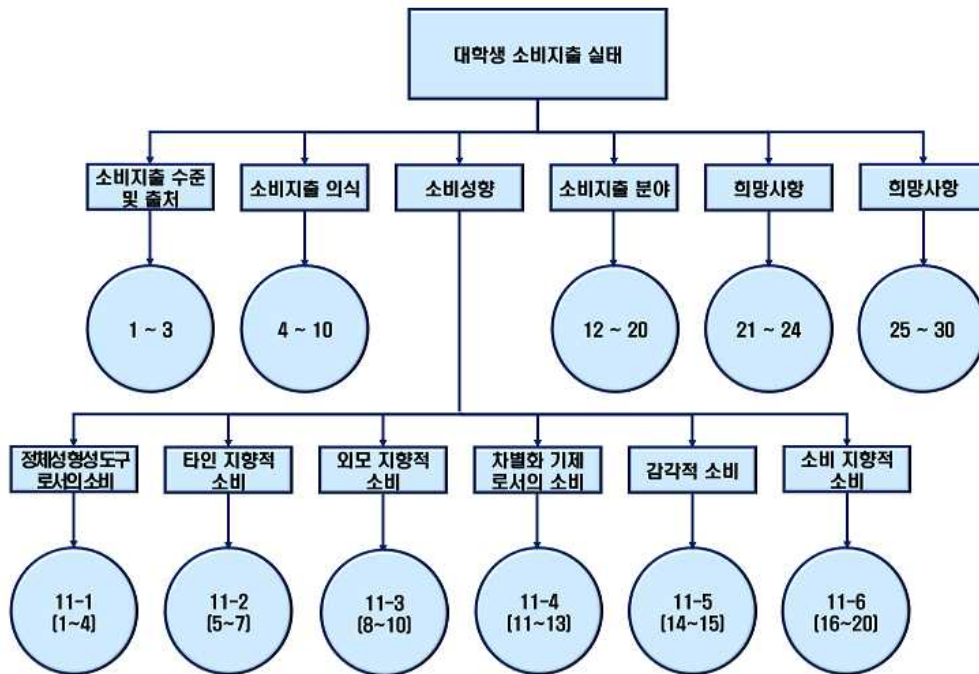 대학생 소비지출 실태
소비지출 수준
및 출처
소비지출 의식
소비성향
소비지출 분야
희망사항
희망사항
1 ~ 3
4 ~ 10
12 ~ 20
21 ~ 24
25 ~ 30
정체성형성도구
로서의소비
타인 지향적
소비
외모 지향적
소비
차별화 기제
로서의 소비
감각적 소비
소비 지향적
소비
11-1
(1~4)
11-2
(5~7)
11-3
(8~10)
11-4
(11~13)
11-5
(14~15)
11-6
(16~20)